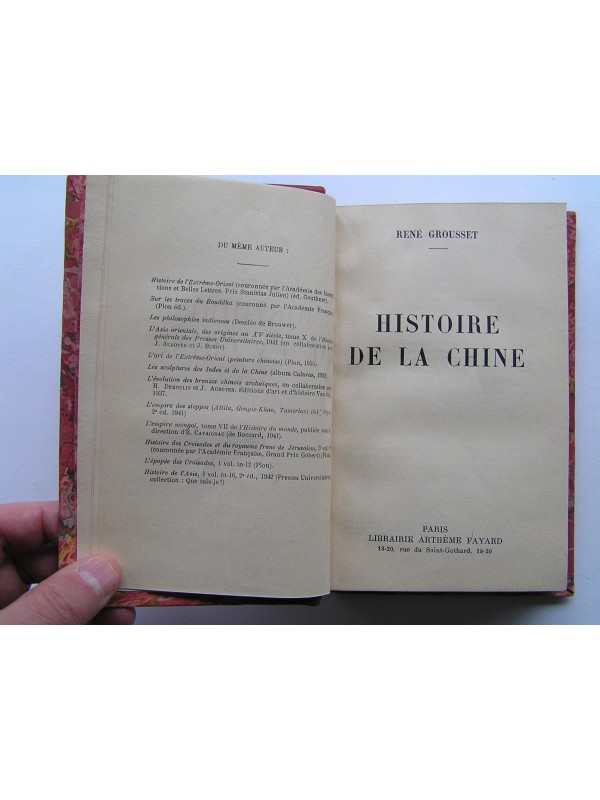 DU MÊME AUTEUR :
Histoire de l'Extrême-Orient (couronnée par l'Académie des
tions et Belles Lettres. Prix Stanislas Julien) (éd. Geuthner).
Sur les traces du Bouddha (couronnée par l'Académie
(Plon éd.).
Les philosophies indiennes (Desclée de Brouwer).
L'Asie orientale, des origines au XVe siècle, tome X de
générale des Presses Universitaires, 1941 (en collaboration
J. AUBOYER et J. BUHOT).
L'art de l'Extrême-Orient (peinture chinoise) (Plon,
Les sculptures des Indes et de la Chine (album Calavas,
L'évolution des bronzes chinois archaïques, en collaboration
H. et J. AUBOYER. Éditions d'art et d'histoire
1937.
L'empire des steppes (Attila, Gengis-Khan, Tamerlan) (éd.
2e éd. 1941)
L'empire mongol, tome VII de l'Histoire du monde, publiée
direction d'E. CAVAIGNAC (de Boccard, 1941).
Histoire des Croisades et du royaume franc de Jérusalem, 3
(couronnée par l'Académie Française, Grand Prix Gobert)
L'épopée des Croisades, 1 vol. in-12 (Plon).
Histoire de l'Asie, 1 vol. in-16, 2e éd., 1942 (Presses
collection : Que sais-je?)
RENÉ GROUSSET
HISTOIRE
DE LA CHINE
PARIS
LIBRAIRIE ARTHÈME FAYARD
18-20, rue du Saint-Gothard, 18-20